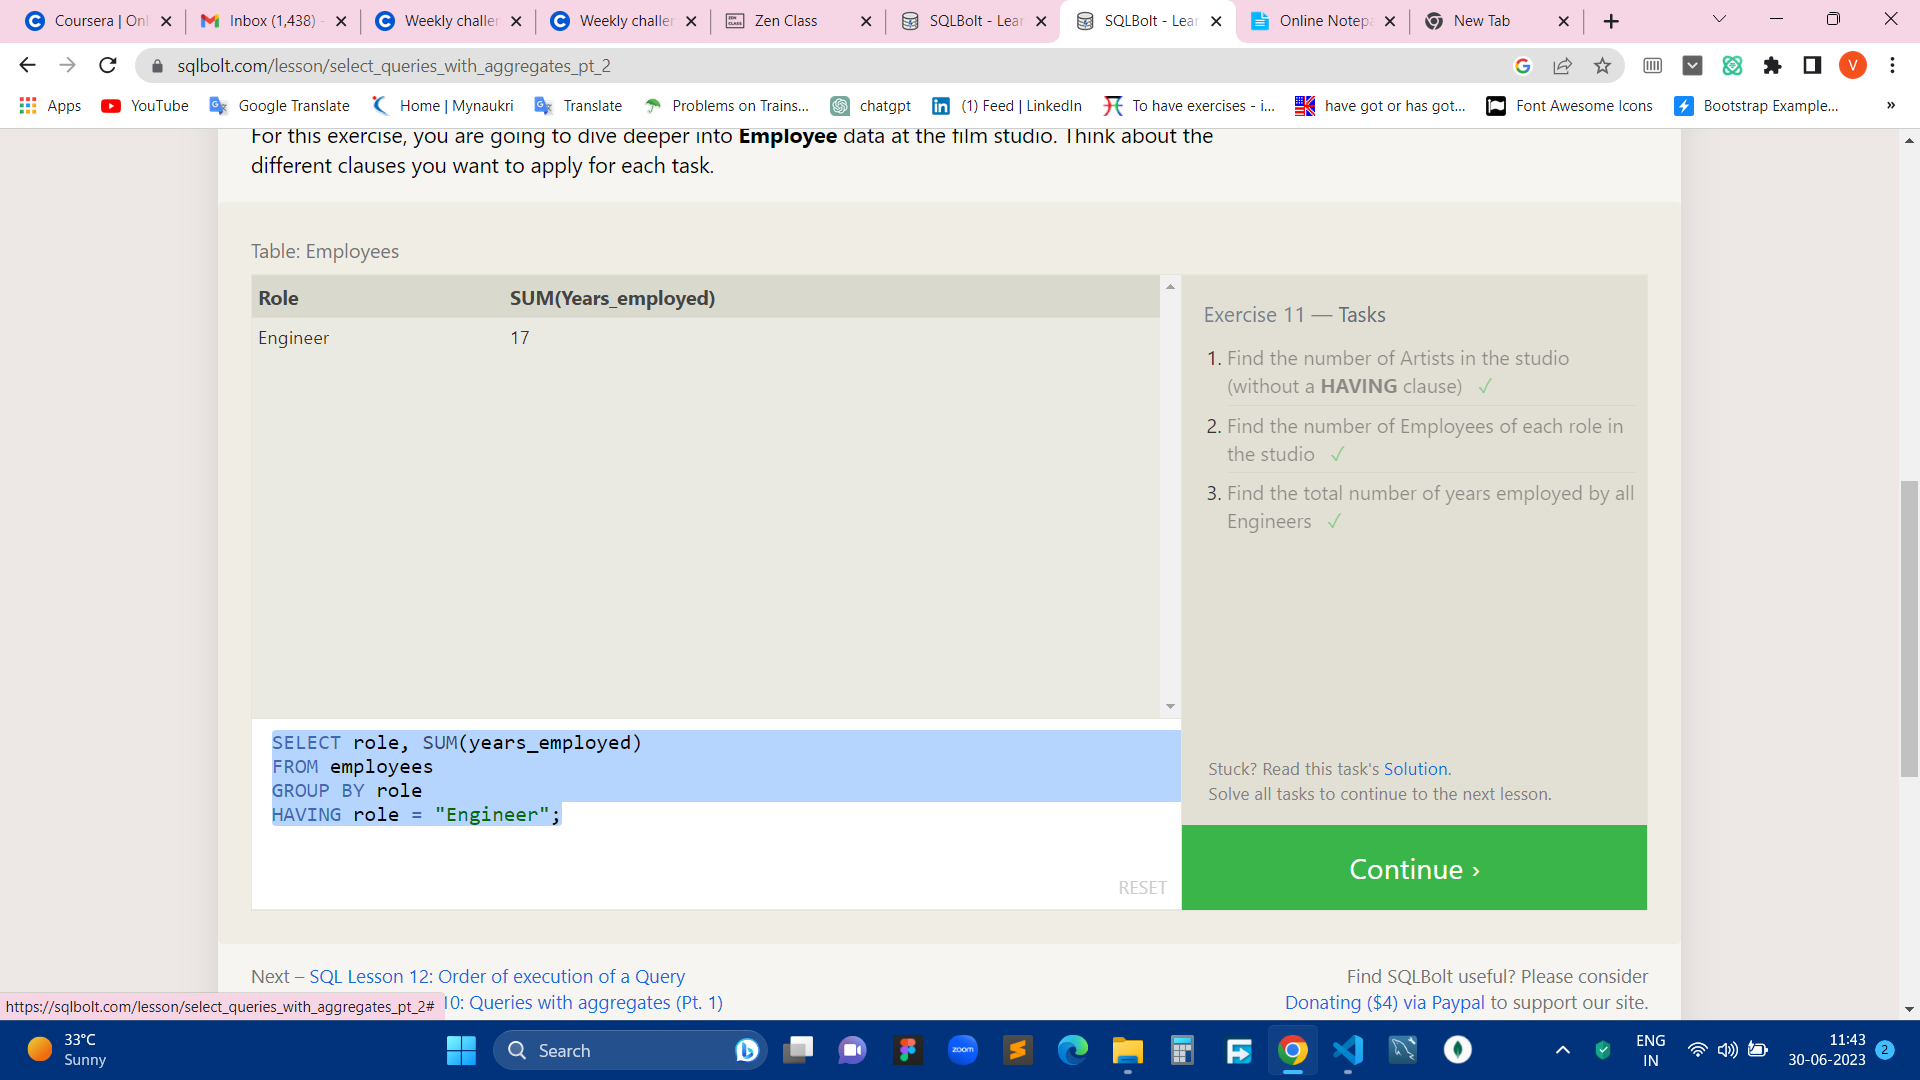 Coursera | Onl
Inbox (1,438) -
Weekly challer
Weekly challer
Zen Class
SQLBolt - Lear
SQLBolt - Lear
Online Notepa
New Tab
sqlbolt.com/lesson/select_queries_with_aggregates_pt_2
V
Apps
YouTube
Google Translate
Home | Mynaukri
Translate
Problems on Trains...
chatgpt
(1) Feed | LinkedIn
To have exercises - i...
have got or has got...
Font Awesome Icons
Bootstrap Example...
»
For this exercise, you are going to dive deeper into Employee data at the film studio. Think about the
different clauses you want to apply for each task.
Table: Employees
Role SUM(Years_employed)
Engineer 17
Exercise 11 — Tasks
1. Find the number of Artists in the studio
(without a HAVING clause) ✓
2. Find the number of Employees of each role in
the studio ✓
3. Find the total number of years employed by all
Engineers ✓
SELECT role, SUM(years_employed)
FROM employees
GROUP BY role
HAVING role = "Engineer";
RESET
Stuck? Read this task's Solution.
Solve all tasks to continue to the next lesson.
Continue ›
Next – SQL Lesson 12: Order of execution of a Query
10: Queries with aggregates (Pt. 1)
Find SQLBolt useful? Please consider
Donating ($4) via Paypal to support our site.
https://sqlbolt.com/lesson/select_queries_with_aggregates_pt_2#
33°C
Sunny
Search
zoom
ENG
IN
11:43
30-06-2023
2